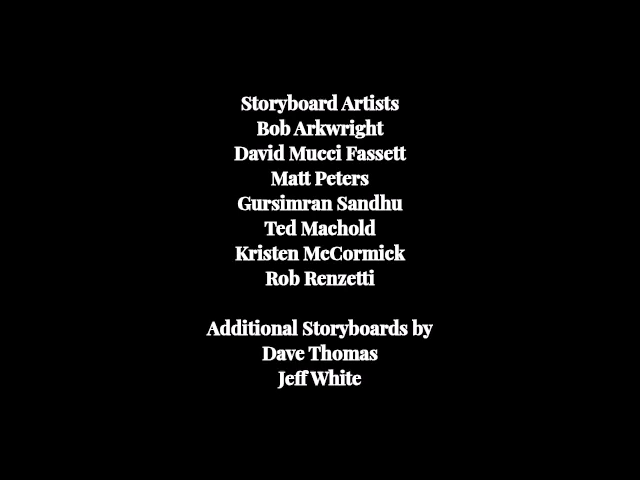 Storyboard Artists
Bob Arkwright
David Mucci Fassett
Matt Peters
Gursimran Sandhu
Ted Machold
Kristen McCormick
Rob Renzetti
Additional Storyboards by
Dave Thomas
Jeff White